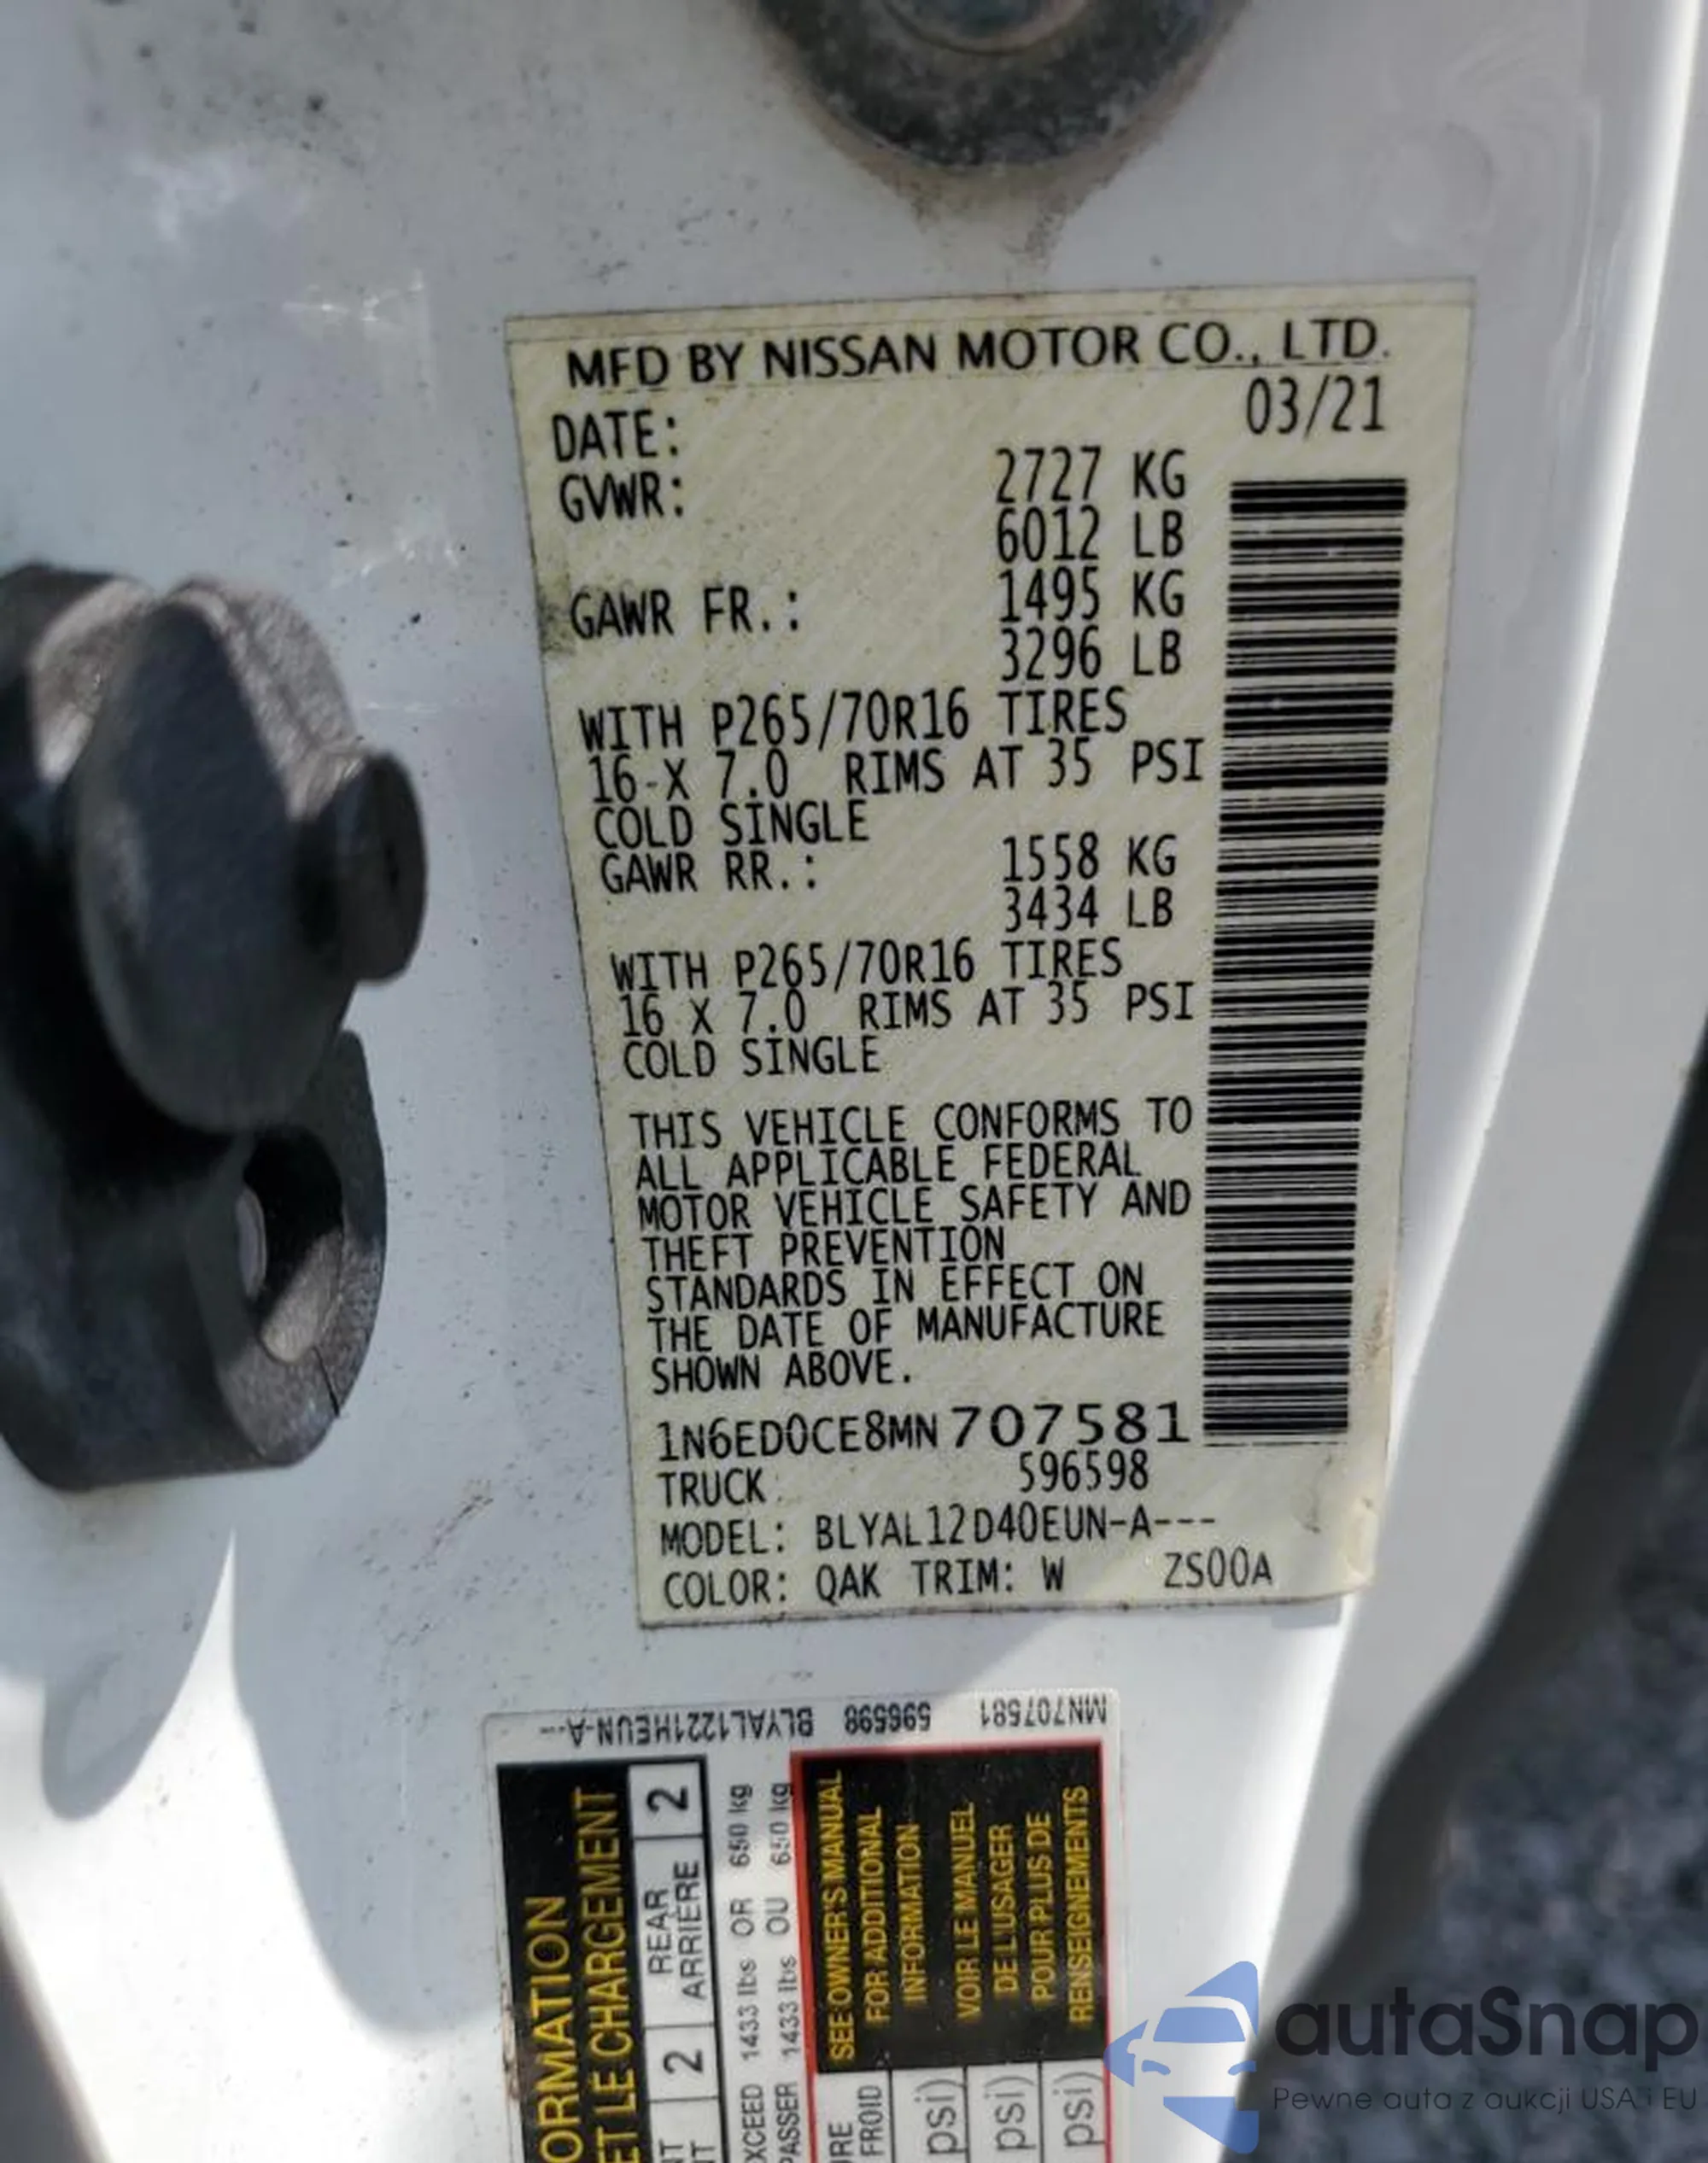 MFD BY NISSAN MOTOR CO., LTD.
DATE: 03/21
GVWR: 2727 KG
6012 LB
GAWR FR.: 1495 KG
3296 LB
WITH P265/70R16 TIRES
16 X 7.0 RIMS AT 35 PSI
COLD SINGLE
GAWR RR.: 1558 KG
3434 LB
WITH P265/70R16 TIRES
16 X 7.0 RIMS AT 35 PSI
COLD SINGLE
THIS VEHICLE CONFORMS TO
ALL APPLICABLE FEDERAL
MOTOR VEHICLE SAFETY AND
THEFT PREVENTION
STANDARDS IN EFFECT ON
THE DATE OF MANUFACTURE
SHOWN ABOVE.
1N6ED0CE8MN707581
TRUCK 596598
MODEL: BLYAL12D40EUN-A---
COLOR: QAK TRIM: W ZS00A
MN707581 596598 BLYAL1221HEUN-A---
ORMATION
ET LE CHARGEMENT
2 REAR 2
ARRIÈRE
XCEED 1433 lbs OR 650 kg
PASSER 1433 lbs OU 650 kg
SEE OWNER'S MANUAL
FOR ADDITIONAL
INFORMATION
VOIR LE MANUEL
DE L'USAGER
POUR PLUS DE
RENSEIGNEMENTS
FROID
psi)
psi)
psi)
autaSnap
Pewne auta z aukcji USA i EU